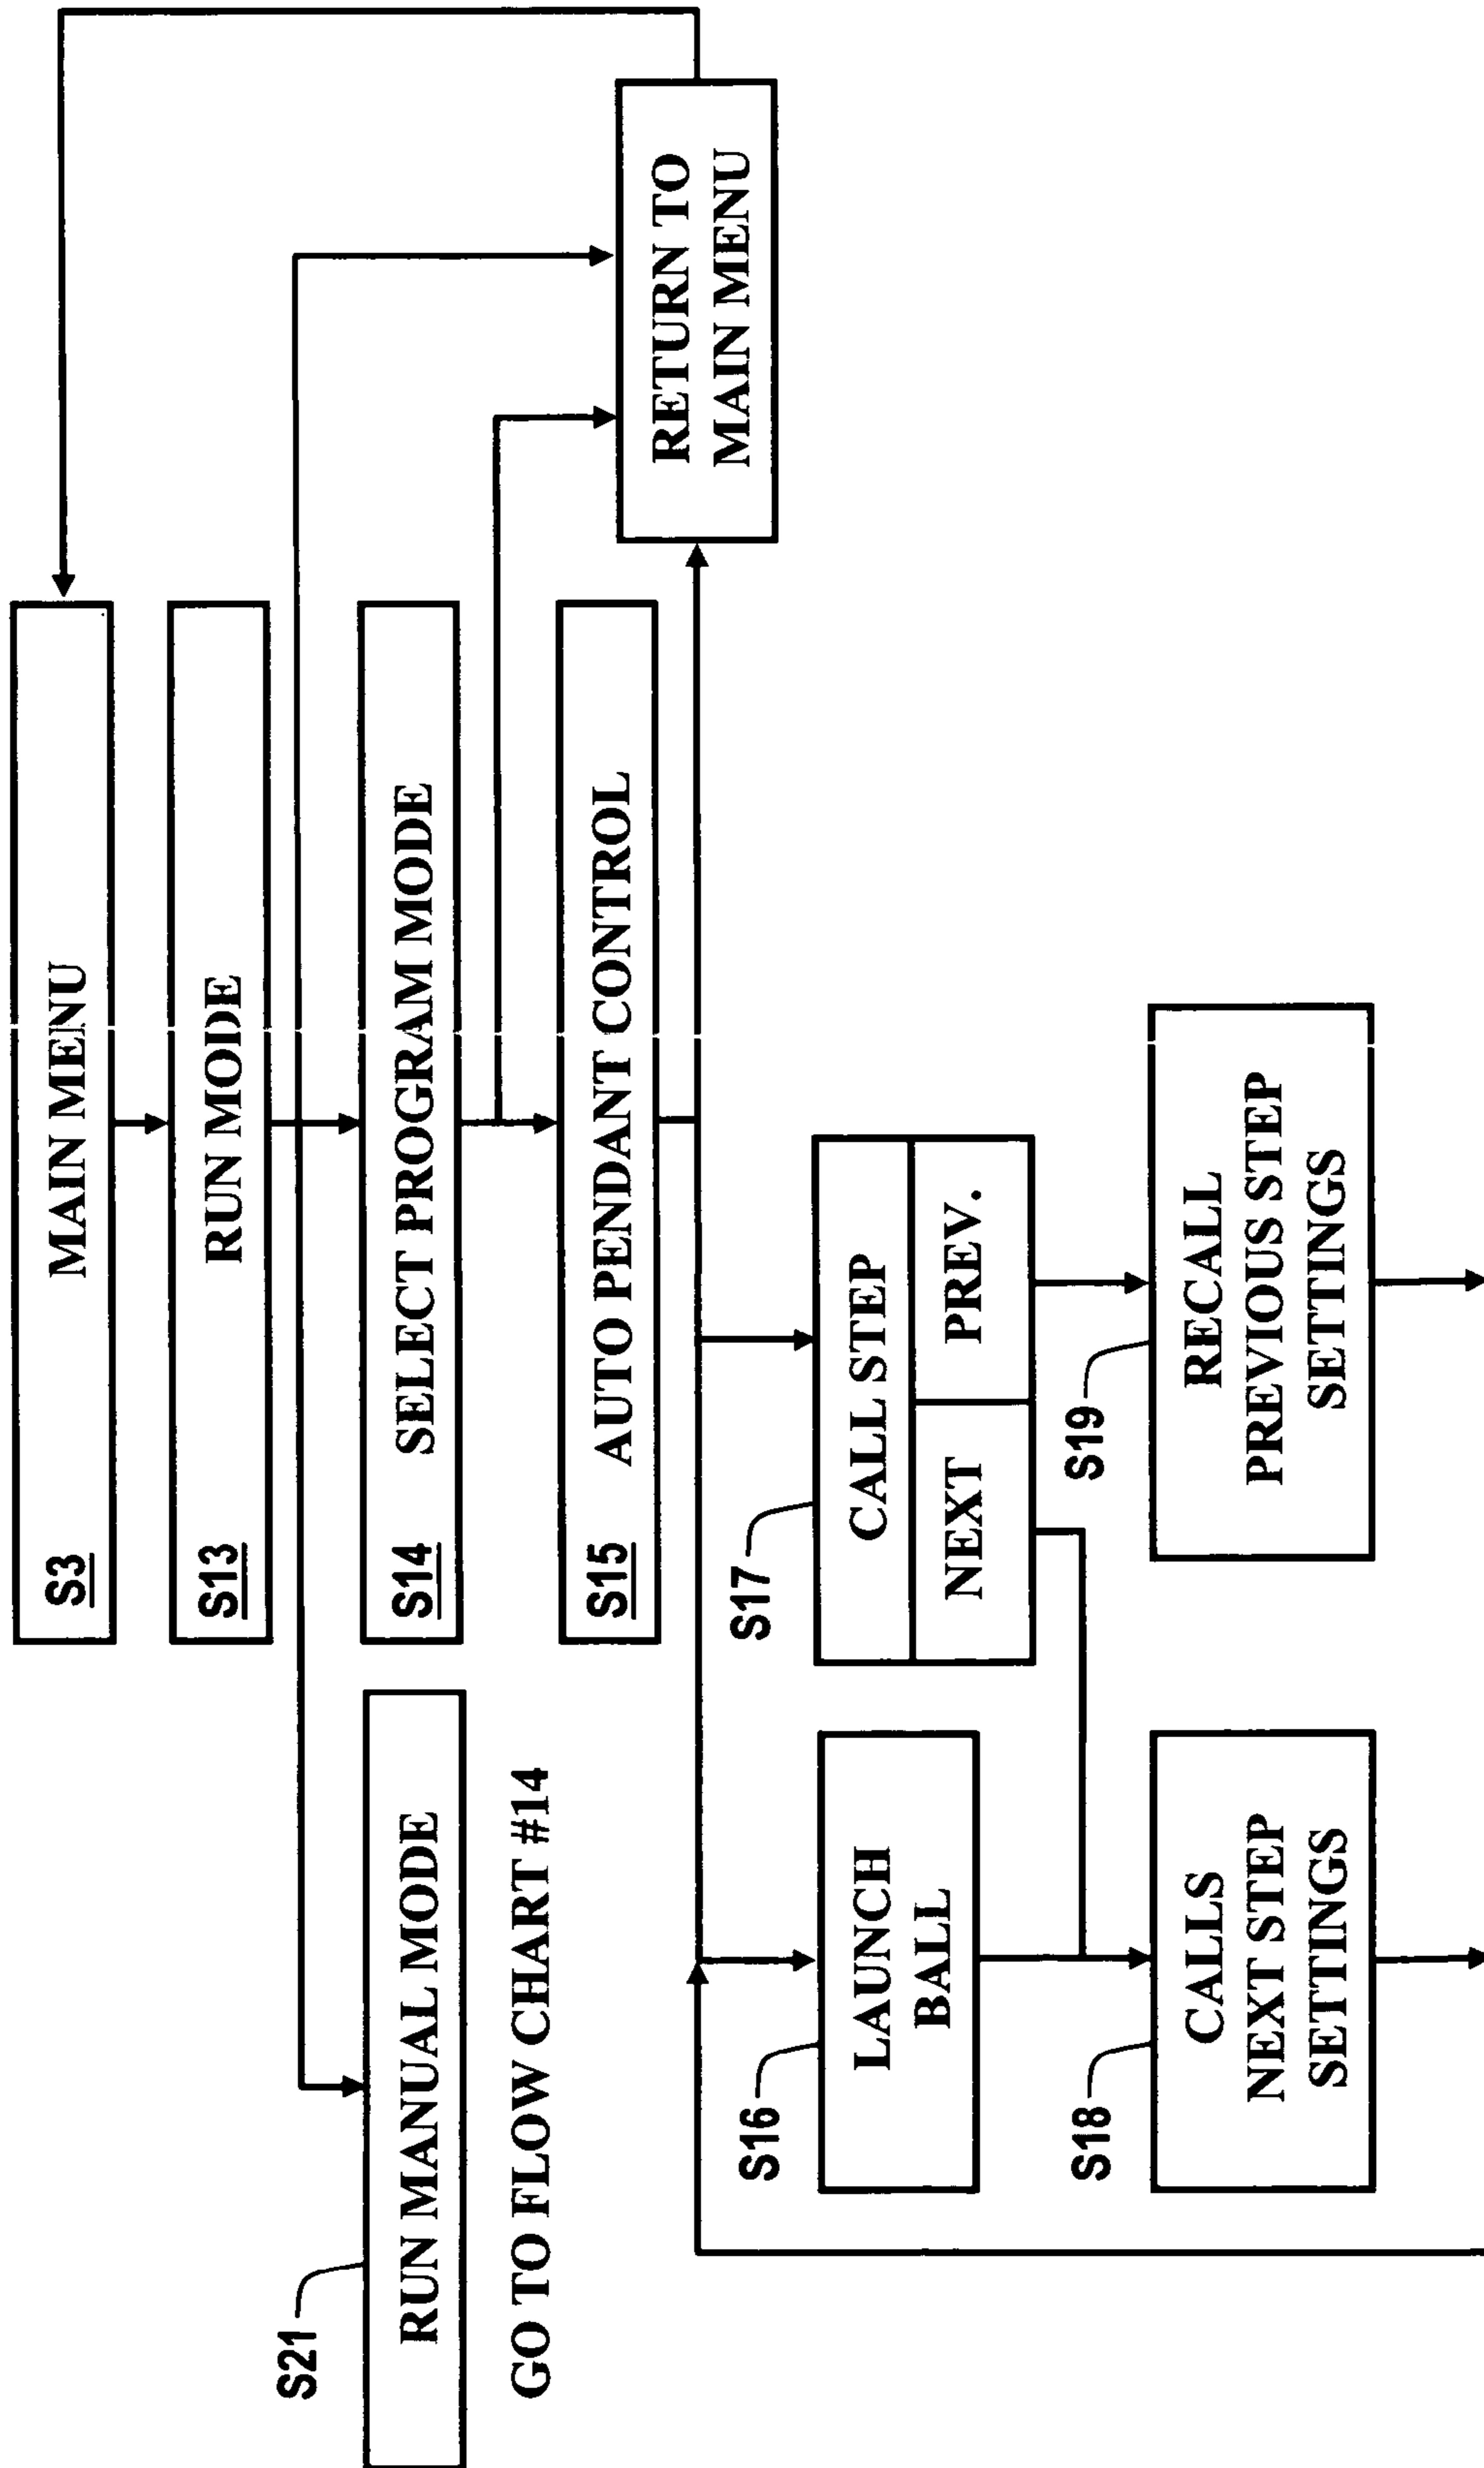 S3 MAIN MENU
S13 RUN MODE
S21
RUN MANUAL MODE
GO TO FLOW CHART #14
S14 SELECT PROGRAM MODE
S15 AUTO PENDANT CONTROL
RETURN TO
MAIN MENU
S16
LAUNCH
BALL
S17
CALL STEP
NEXT PREV.
S18
CALLS
NEXT STEP
SETTINGS
S19
RECALL
PREVIOUS STEP
SETTINGS